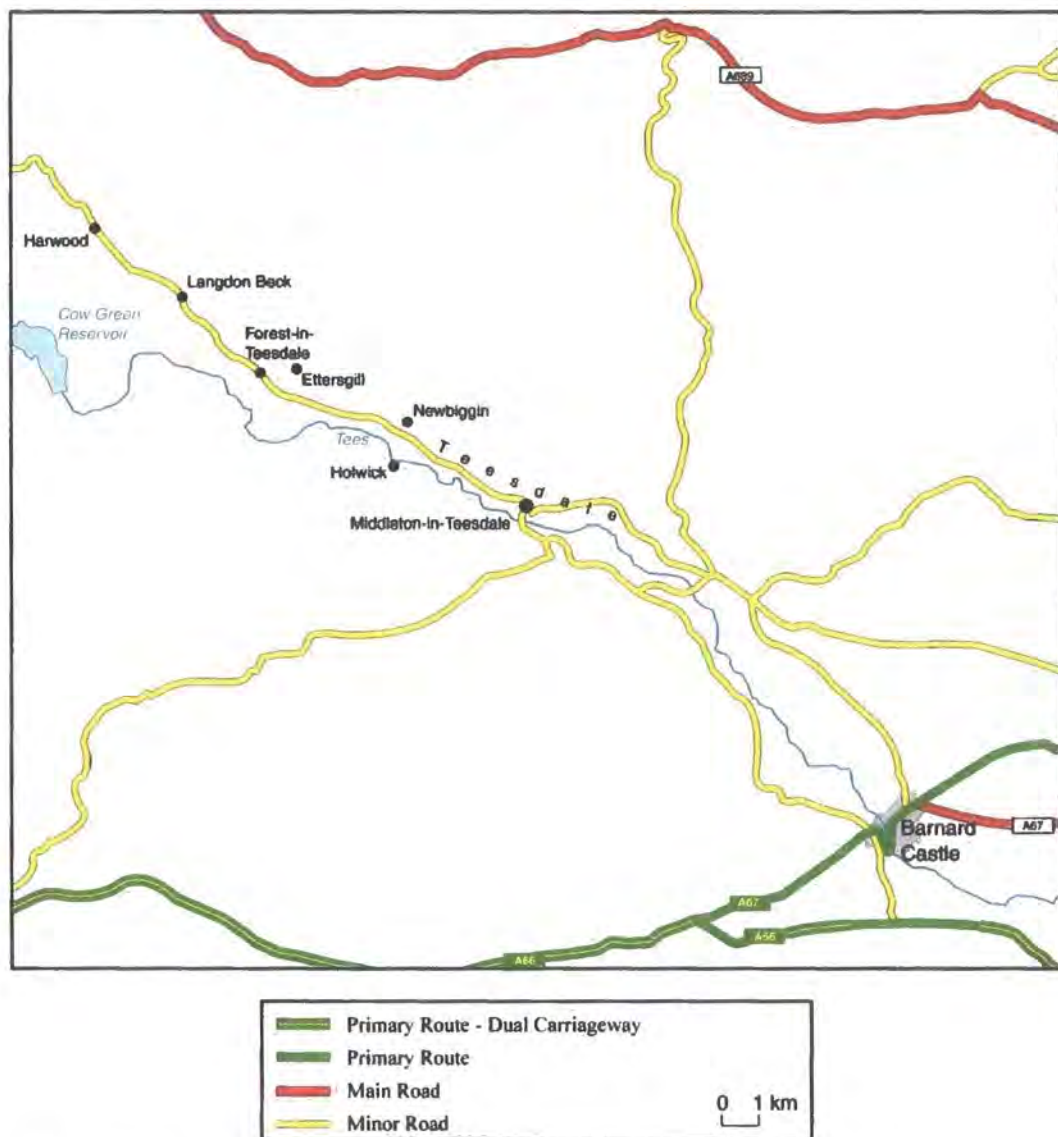 A689
Harwood
Langdon Beck
Cow Green
Reservoir
Forest-in-
Teesdale
Ettersgill
Newbiggin
Tees
Teesdale
Holwick
Middleton-in-Teesdale
Barnard
Castle
A67
A67
A66
A66
Primary Route - Dual Carriageway
Primary Route
Main Road
Minor Road
0 1 km